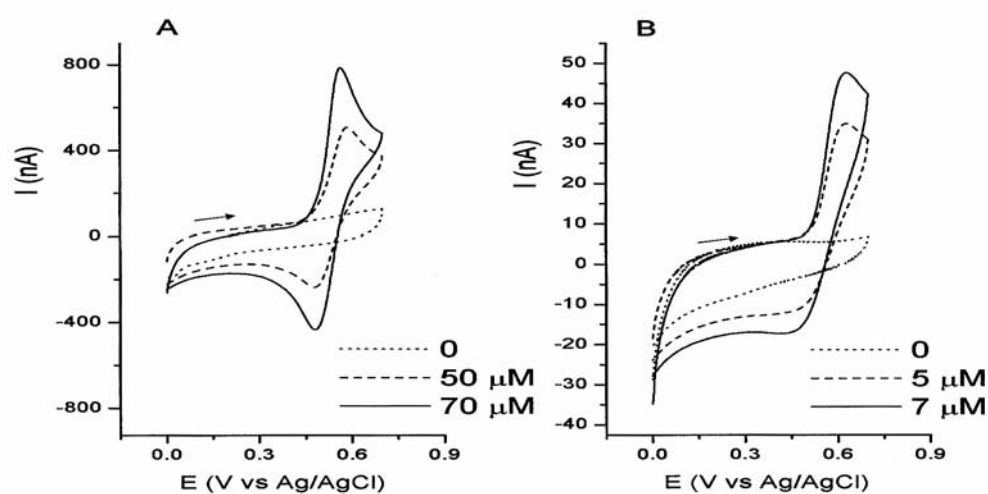 A
I (nA)
800
400
0
-400
-800
0
50 μM
70 μM
0.0 0.3 0.6 0.9
E (V vs Ag/AgCl)
B
I (nA)
50
40
30
20
10
0
-10
-20
-30
-40
0
5 μM
7 μM
0.0 0.3 0.6 0.9
E (V vs Ag/AgCl)